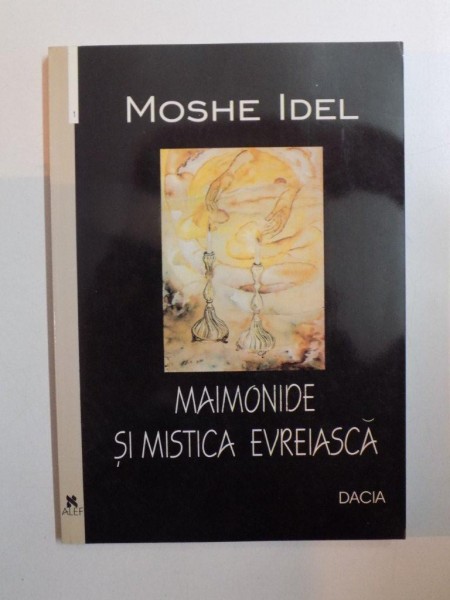 1
MOSHE IDEL
MAIMONIDE
ȘI MISTICA EVREIASCĂ
DACIA
א
ALEF